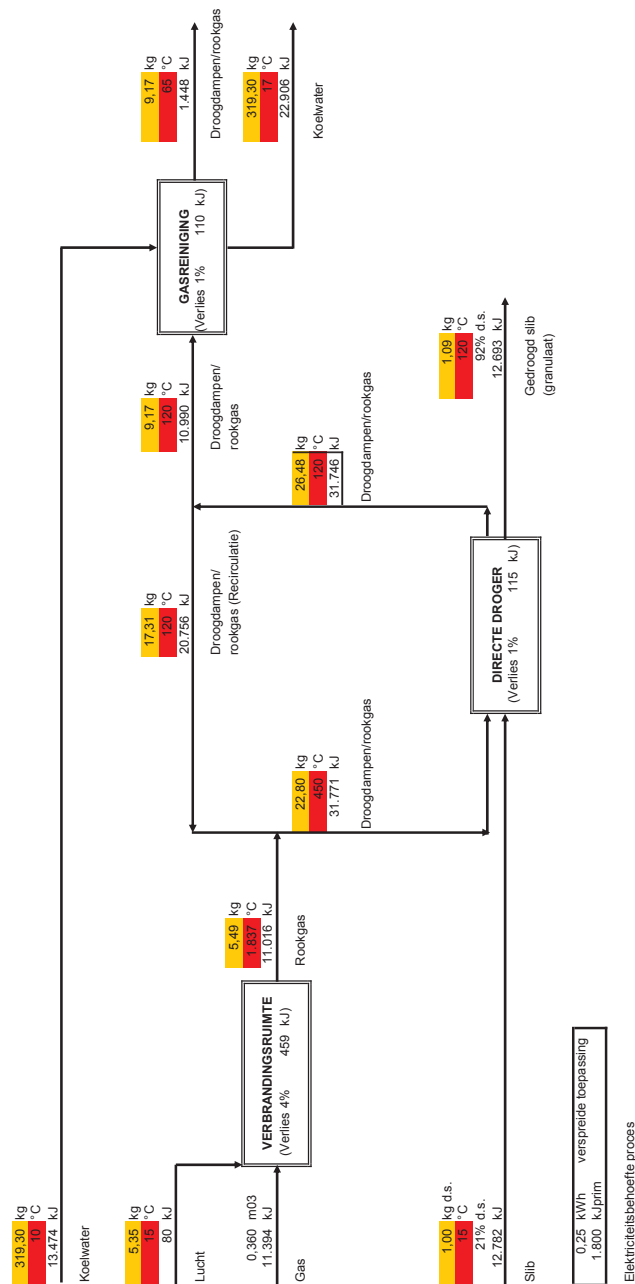 319,30 kg
10 °C
13.474 kJ
Koelwater
5,35 kg
15 °C
80 kJ
Lucht
0,360 m03
11.394 kJ
Gas
VERBRANDINGSRUIMTE
(Verlies 4% 459 kJ)
5,49 kg
1.837 °C
11.016 kJ
Rookgas
22,80 kg
450 °C
31.771 kJ
Droogdampen/rookgas
17,31 kg
120 °C
20.756 kJ
Droogdampen/
rookgas (Recirculatie)
26,48 kg
120 °C
31.746 kJ
Droogdampen/rookgas
9,17 kg
120 °C
10.990 kJ
Droogdampen/
rookgas
GASREINIGING
(Verlies 1% 110 kJ)
9,17 kg
65 °C
1.448 kJ
Droogdampen/rookgas
319,30 kg
17 °C
22.906 kJ
Koelwater
1,00 kg d.s.
15 °C
21% d.s.
12.782 kJ
Slib
DIRECTE DROGER
(Verlies 1% 115 kJ)
1,09 kg
120 °C
92% d.s.
12.693 kJ
Gedroogd slib
(granulaat)
0,25 kWh verspreide toepassing
1.800 kJprim
Elektriciteitsbehoefte proces